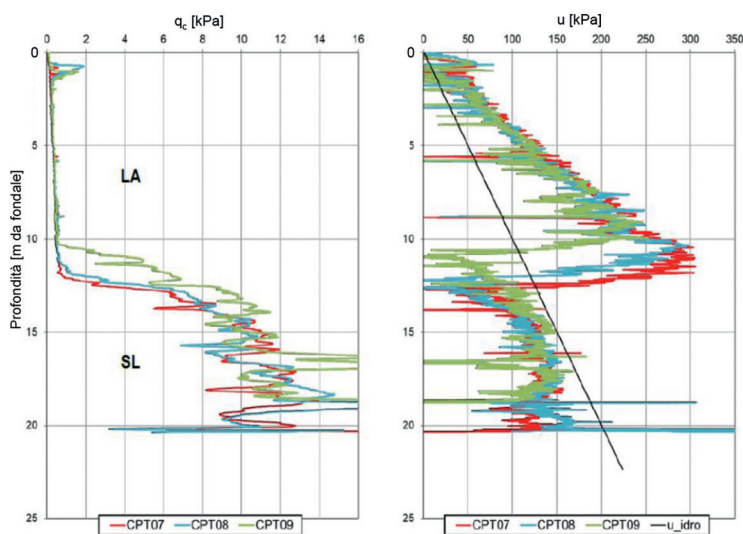 q_c [kPa]
0 2 4 6 8 10 12 14 16
Profondità [m da fondale]
0
5
10
15
20
25
LA
SL
CPT07 CPT08 CPT09
u [kPa]
0 50 100 150 200 250 300 350
0
5
10
15
20
25
CPT07 CPT08 CPT09 u_idro